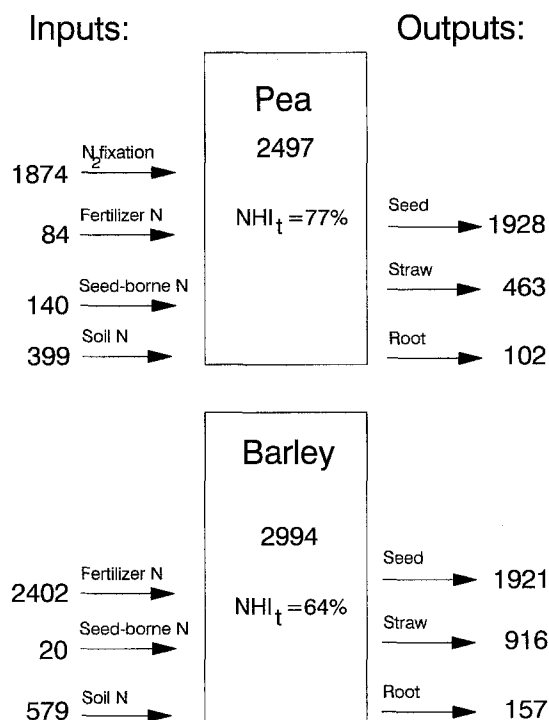 Inputs:
Outputs:
Pea
2497
NHIt =77%
N2 fixation
1874
Fertilizer N
84
Seed-borne N
140
Soil N
399
Seed
1928
Straw
463
Root
102
Barley
2994
NHIt =64%
Fertilizer N
2402
Seed-borne N
20
Soil N
579
Seed
1921
Straw
916
Root
157